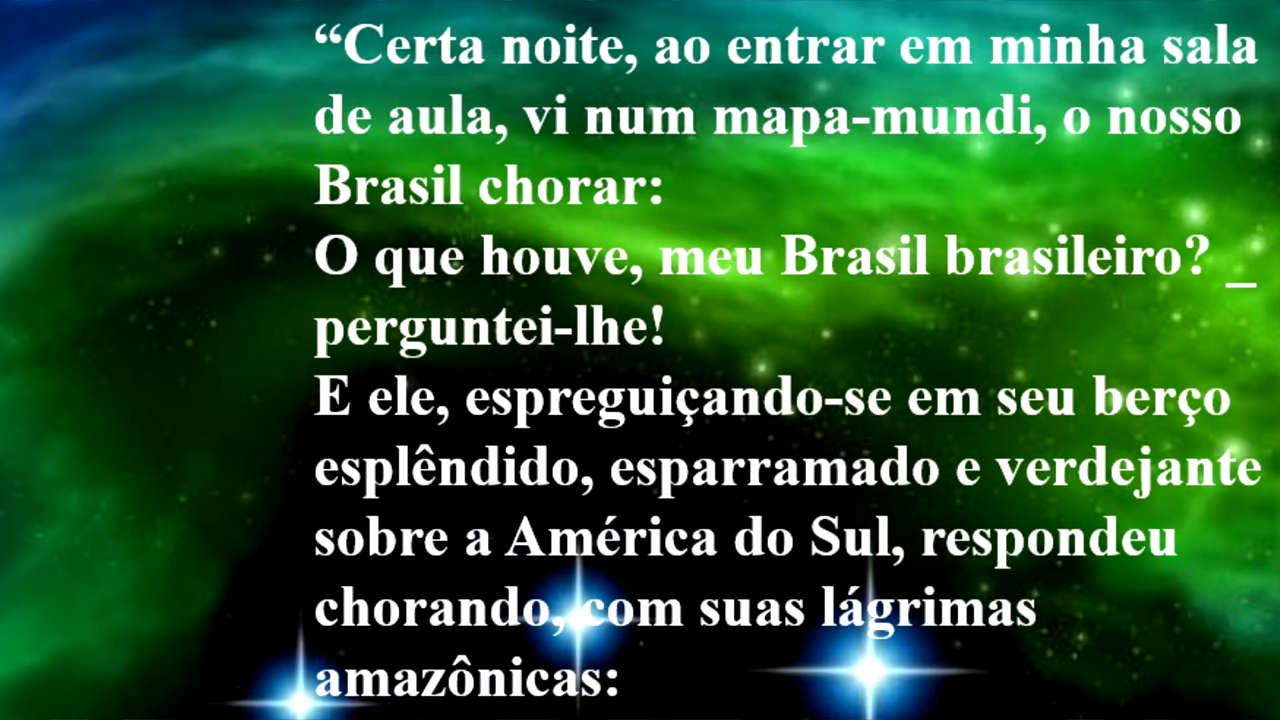 “Certa noite, ao entrar em minha sala
de aula, vi num mapa-mundi, o nosso
Brasil chorar:
O que houve, meu Brasil brasileiro? _
perguntei-lhe!
E ele, espreguiçando-se em seu berço
esplêndido, esparramado e verdejante
sobre a América do Sul, respondeu
chorando, com suas lágrimas
amazônicas: